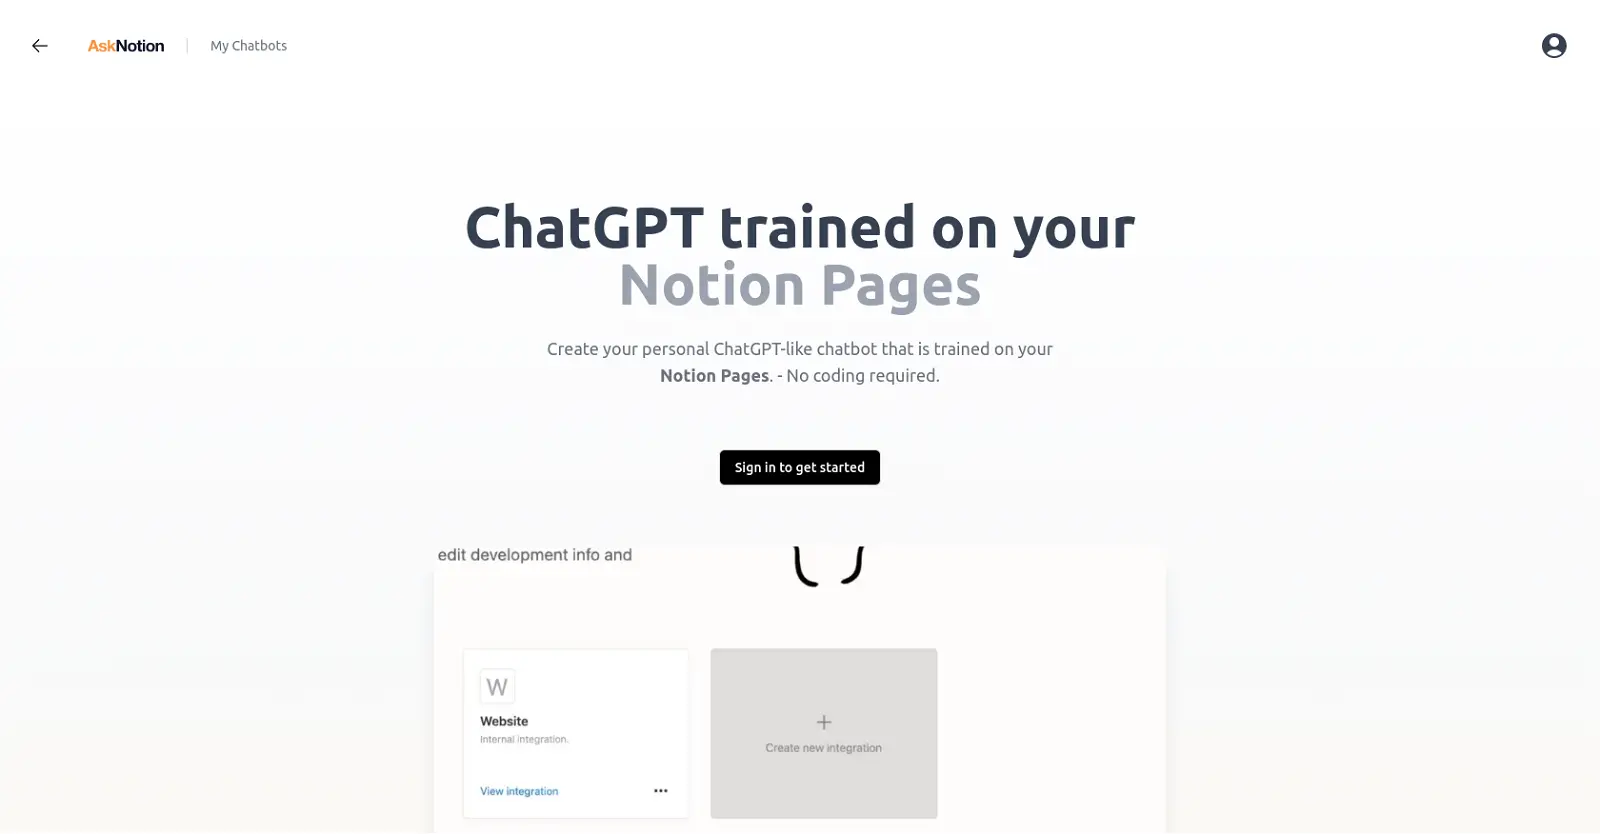 AskNotion
My Chatbots
ChatGPT trained on your
Notion Pages
Create your personal ChatGPT-like chatbot that is trained on your
Notion Pages. - No coding required.
Sign in to get started
edit development info and
W
Website
Internal integration.
View integration
Create new integration